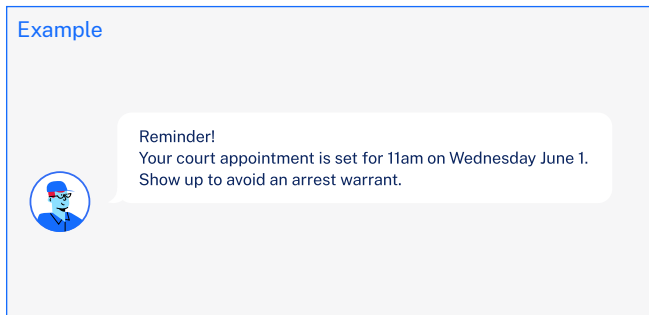 Example
Reminder!
Your court appointment is set for 11am on Wednesday June 1.
Show up to avoid an arrest warrant.